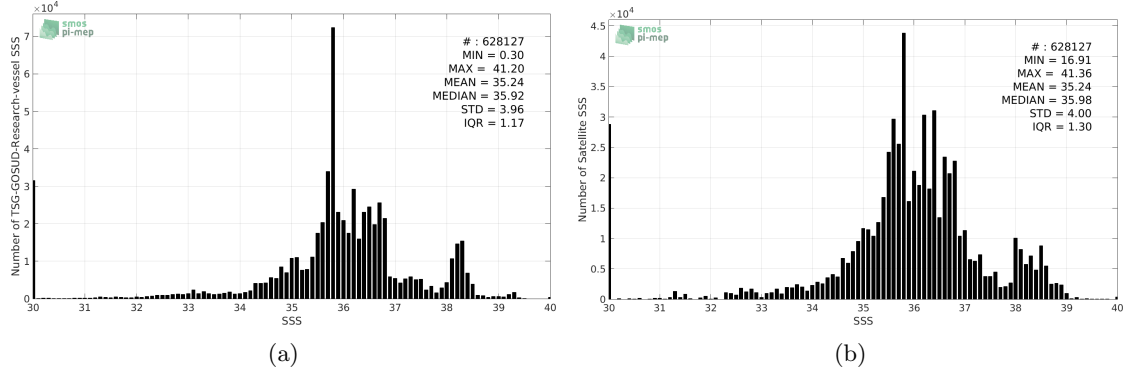 ×10⁴
smos
pi-mep
# : 628127
MIN = 0.30
MAX = 41.20
MEAN = 35.24
MEDIAN = 35.92
STD = 3.96
IQR = 1.17
Number of TSG-GOSUD-Research-vessel SSS
7
6
5
4
3
2
1
0
30 31 32 33 34 35 36 37 38 39 40
SSS
(a)
×10⁴
smos
pi-mep
# : 628127
MIN = 16.91
MAX = 41.36
MEAN = 35.24
MEDIAN = 35.98
STD = 4.00
IQR = 1.30
Number of Satellite SSS
4.5
4
3.5
3
2.5
2
1.5
1
0.5
0
30 31 32 33 34 35 36 37 38 39 40
SSS
(b)